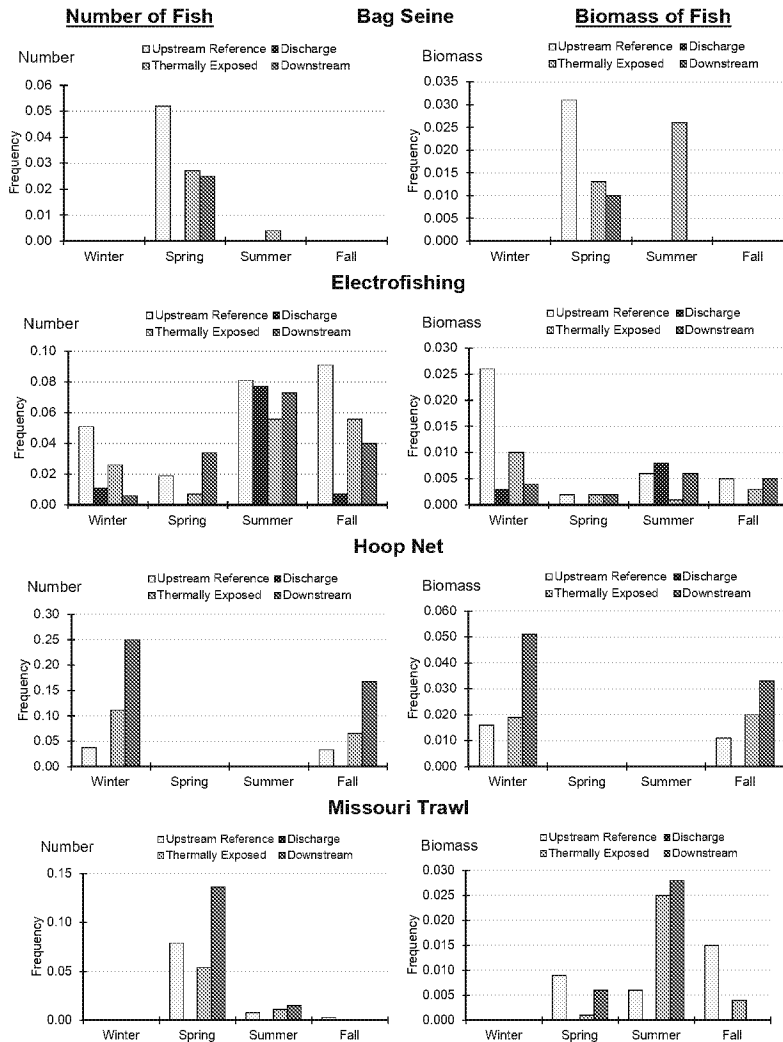 Number of Fish Bag Seine Biomass of Fish
Number
Upstream Reference Discharge
Thermally Exposed Downstream
Frequency
0.06
0.05
0.04
0.03
0.02
0.01
0.00
Winter Spring Summer Fall
Biomass
Upstream Reference Discharge
Thermally Exposed Downstream
Frequency
0.035
0.030
0.025
0.020
0.015
0.010
0.005
0.000
Winter Spring Summer Fall
Electrofishing
Number
Upstream Reference Discharge
Thermally Exposed Downstream
Frequency
0.10
0.08
0.06
0.04
0.02
0.00
Winter Spring Summer Fall
Biomass
Upstream Reference Discharge
Thermally Exposed Downstream
Frequency
0.030
0.025
0.020
0.015
0.010
0.005
0.000
Winter Spring Summer Fall
Hoop Net
Number
Upstream Reference Discharge
Thermally Exposed Downstream
Frequency
0.30
0.25
0.20
0.15
0.10
0.05
0.00
Winter Spring Summer Fall
Biomass
Upstream Reference Discharge
Thermally Exposed Downstream
Frequency
0.060
0.050
0.040
0.030
0.020
0.010
0.000
Winter Spring Summer Fall
Missouri Trawl
Number
Upstream Reference Discharge
Thermally Exposed Downstream
Frequency
0.15
0.10
0.05
0.00
Winter Spring Summer Fall
Biomass
Upstream Reference Discharge
Thermally Exposed Downstream
Frequency
0.030
0.025
0.020
0.015
0.010
0.005
0.000
Winter Spring Summer Fall